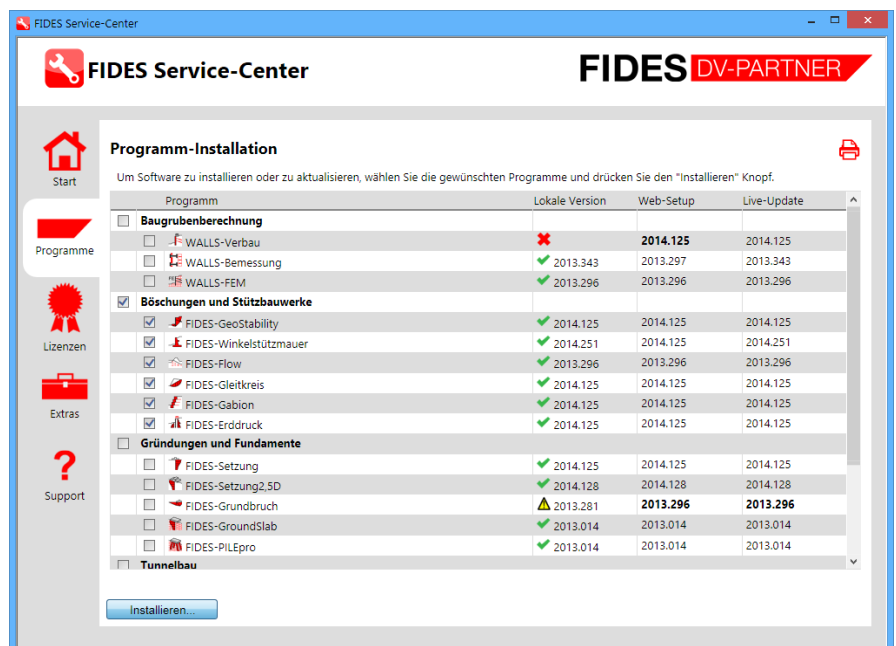 FIDES Service-Center
FIDES Service-Center
FIDES DV-PARTNER
Start
Programme
Lizenzen
Extras
?
Support
Programm-Installation
Um Software zu installieren oder zu aktualisieren, wählen Sie die gewünschten Programme und drücken Sie den "Installieren" Knopf.
Programm Lokale Version Web-Setup Live-Update
Baugrubenberechnung
WALLS-Verbau 2014.125 2014.125
WALLS-Bemessung 2013.343 2013.297 2013.343
WALLS-FEM 2013.296 2013.296 2013.296
Böschungen und Stützbauwerke
FIDES-GeoStability 2014.125 2014.125 2014.125
FIDES-Winkelstützmauer 2014.251 2014.125 2014.251
FIDES-Flow 2013.296 2013.296 2013.296
FIDES-Gleitkreis 2014.125 2014.125 2014.125
FIDES-Gabion 2014.125 2014.125 2014.125
FIDES-Erddruck 2014.125 2014.125 2014.125
Gründungen und Fundamente
FIDES-Setzung 2014.125 2014.125 2014.125
FIDES-Setzung2,5D 2014.128 2014.128 2014.128
FIDES-Grundbruch 2013.281 2013.296 2013.296
FIDES-GroundSlab 2013.014 2013.014 2013.014
FIDES-PILEpro 2013.014 2013.014 2013.014
Tunnelbau
Installieren...